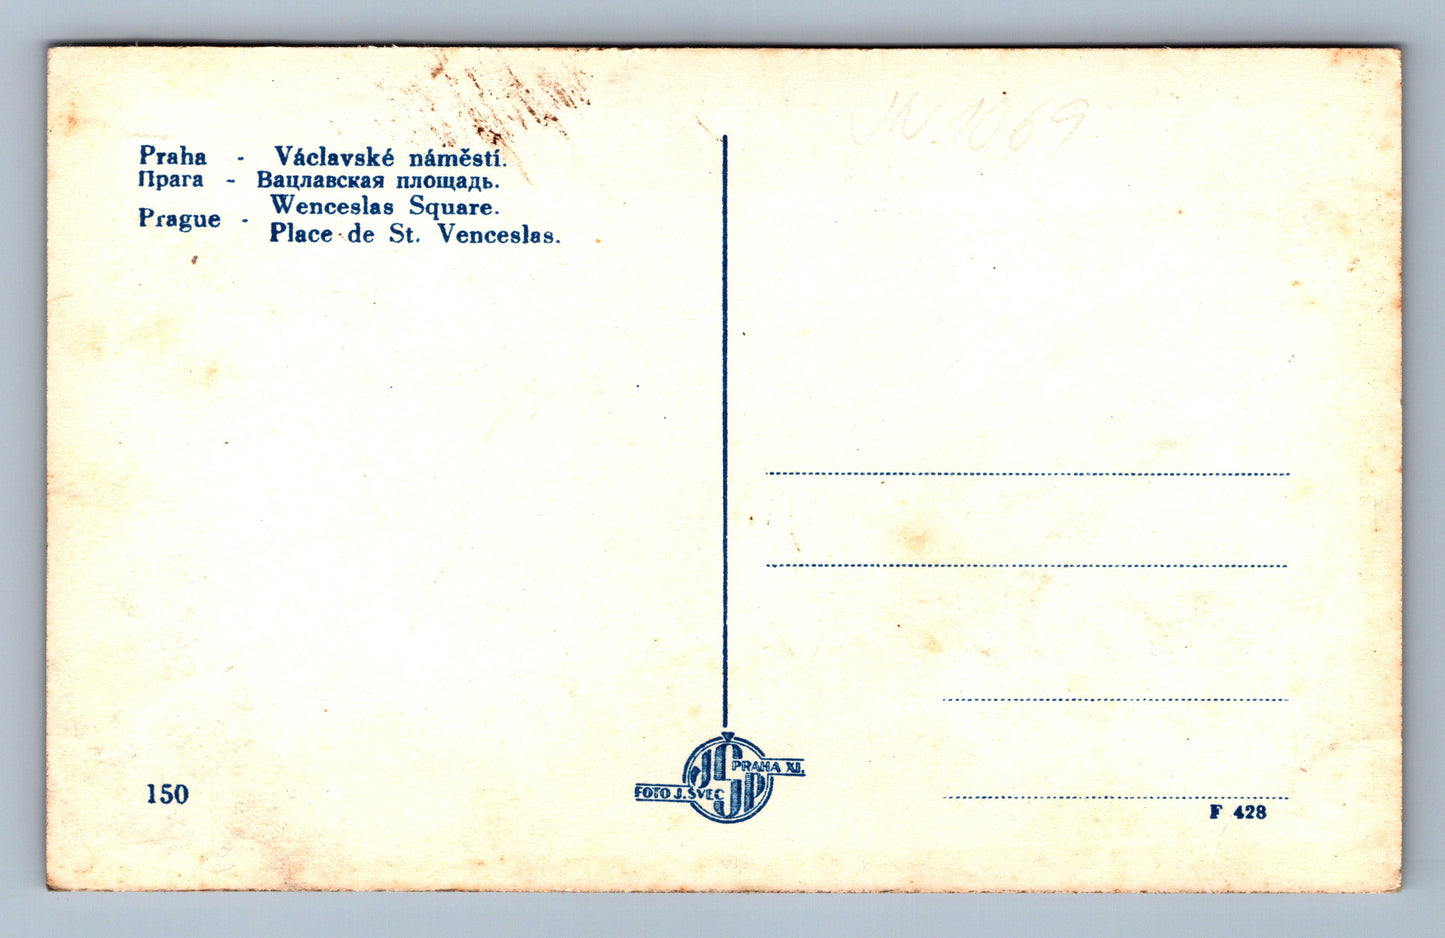 Praha - Václavské náměstí.
Прага - Вацлавская площадь.
Prague - Wenceslas Square.
Place de St. Venceslas.
150
PRAHA XI.
FOTO J. ŠVEC
F 428